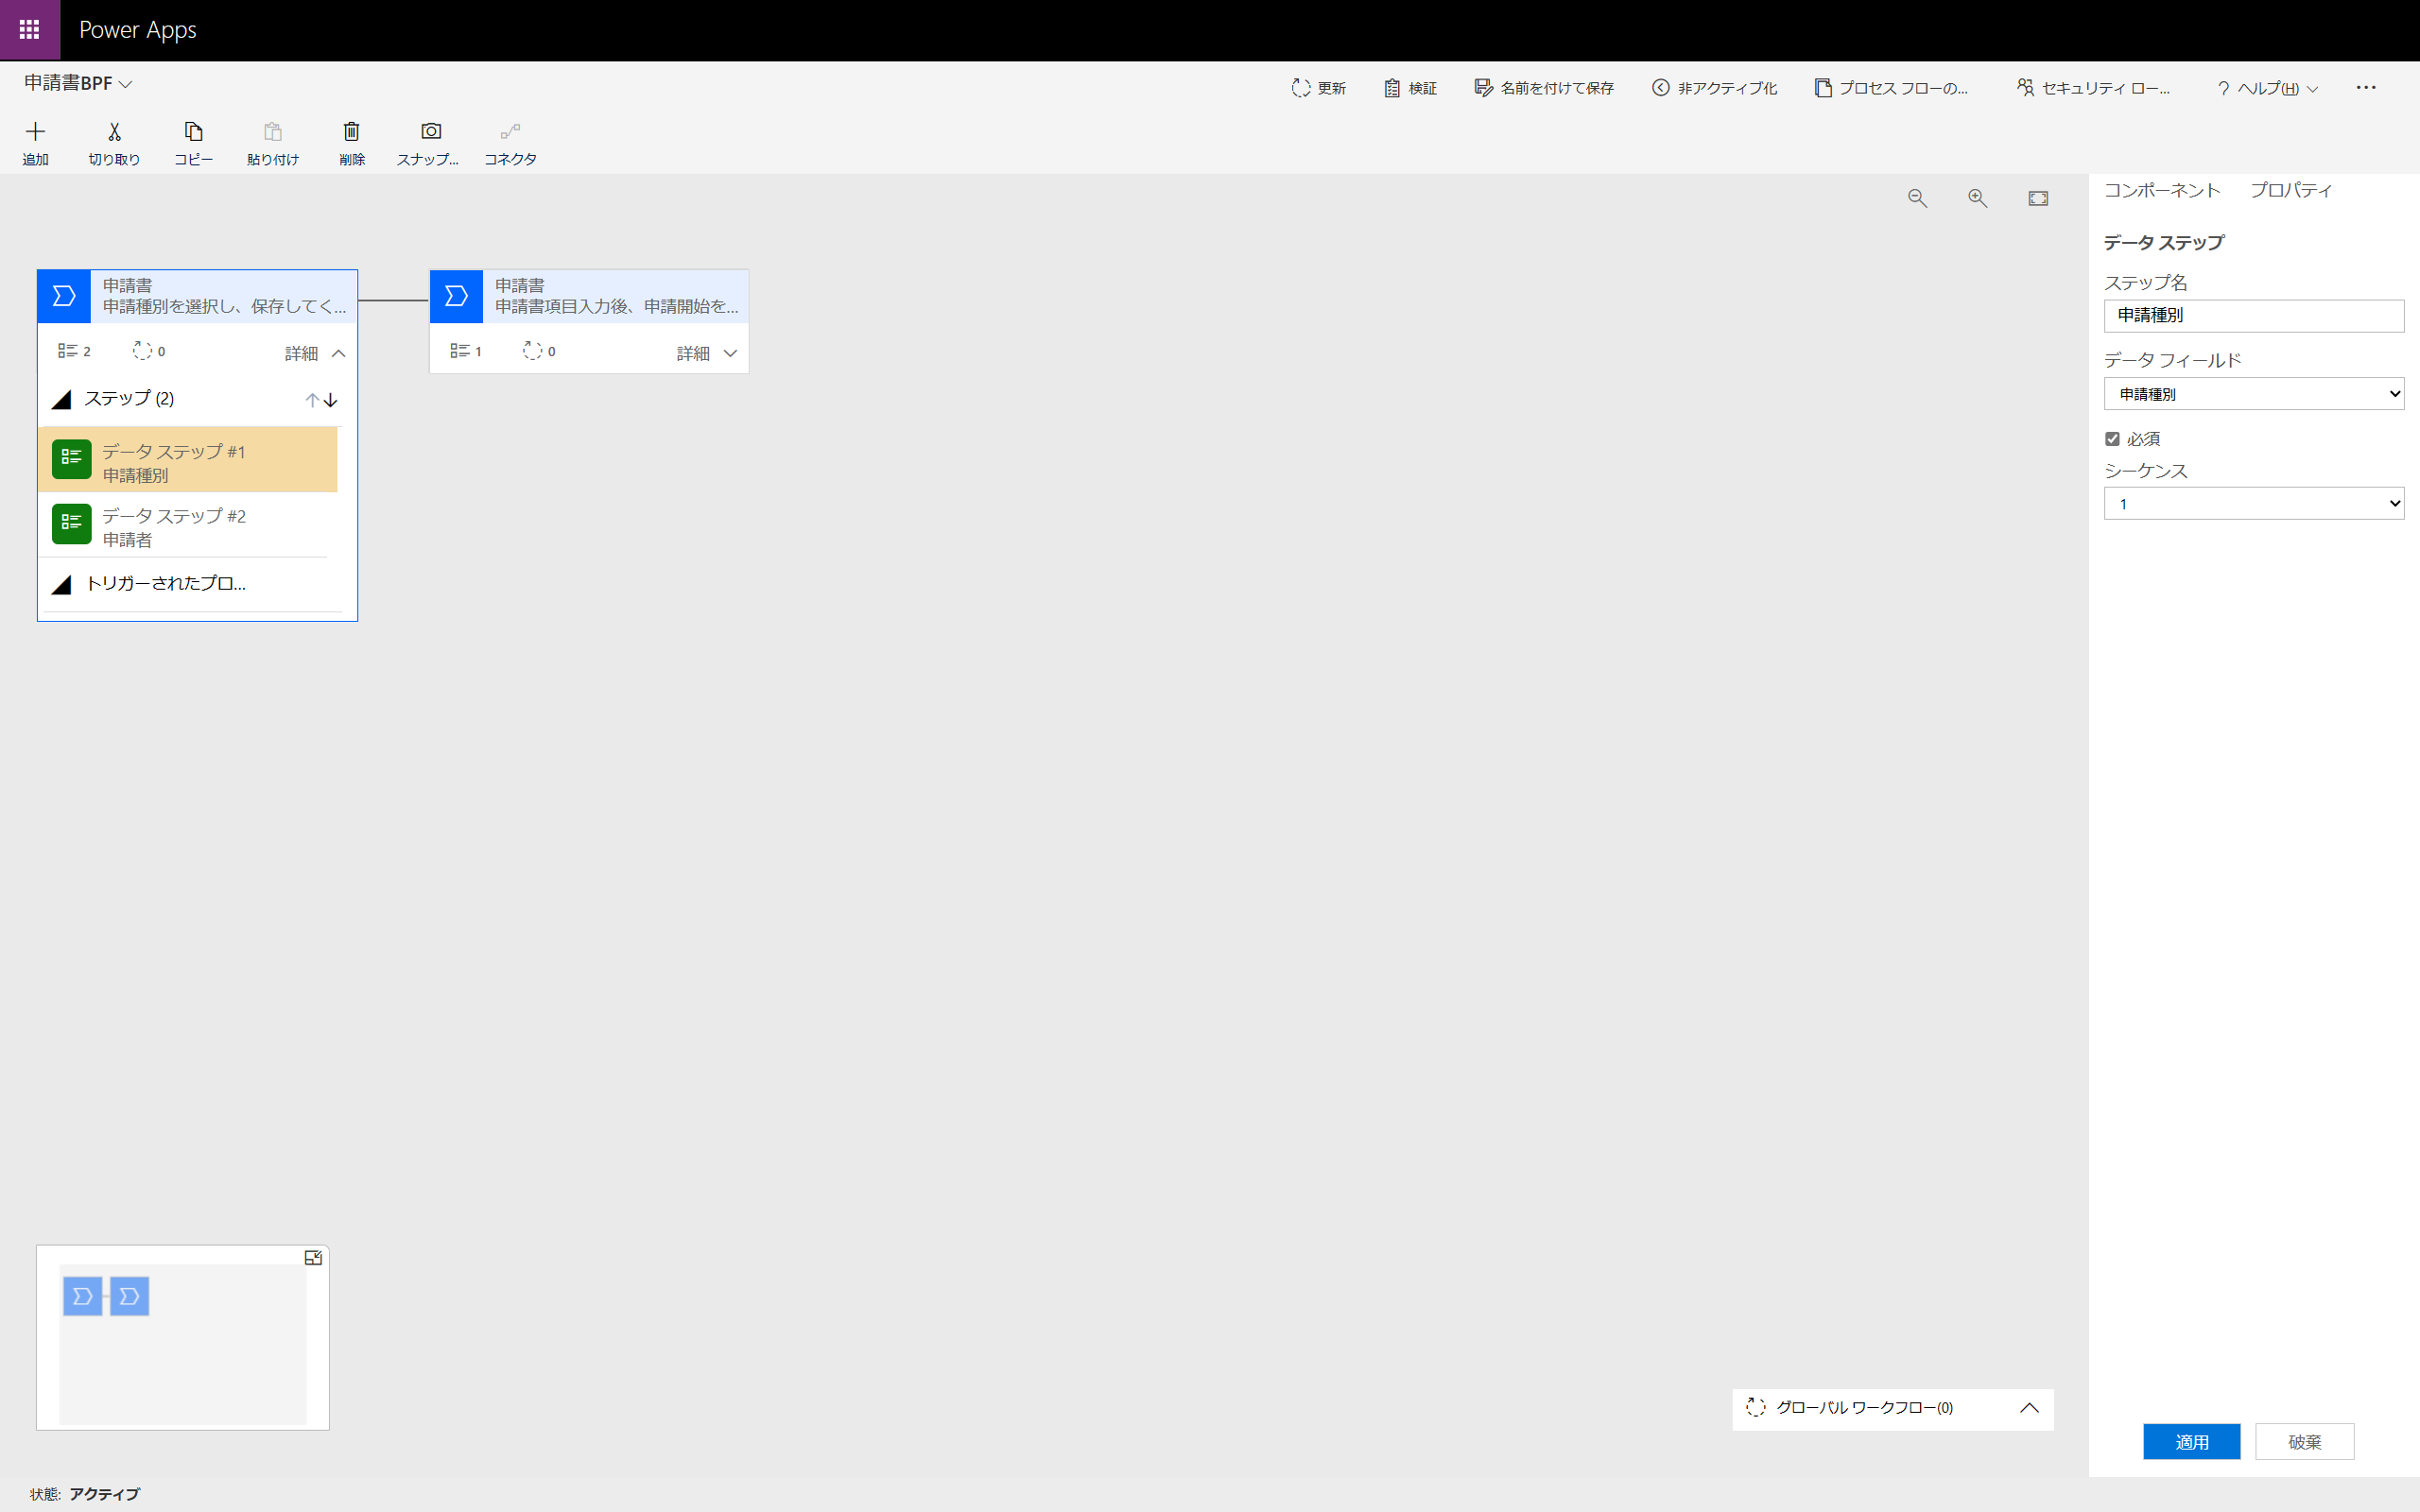 Power Apps
申請書BPF
更新
検証
名前を付けて保存
非アクティブ化
プロセス フローの...
セキュリティ ロー...
? ヘルプ(H)
追加
切り取り
コピー
貼り付け
削除
スナップ...
コネクタ
コンポーネント
プロパティ
申請書
申請種別を選択し、保存してく...
2
0
詳細
ステップ (2)
データ ステップ #1
申請種別
データ ステップ #2
申請者
トリガーされたプロ...
申請書
申請書項目入力後、申請開始を...
1
0
詳細
データ ステップ
ステップ名
申請種別
データ フィールド
申請種別
必須
シーケンス
1
グローバル ワークフロー(0)
適用
破棄
状態: アクティブ